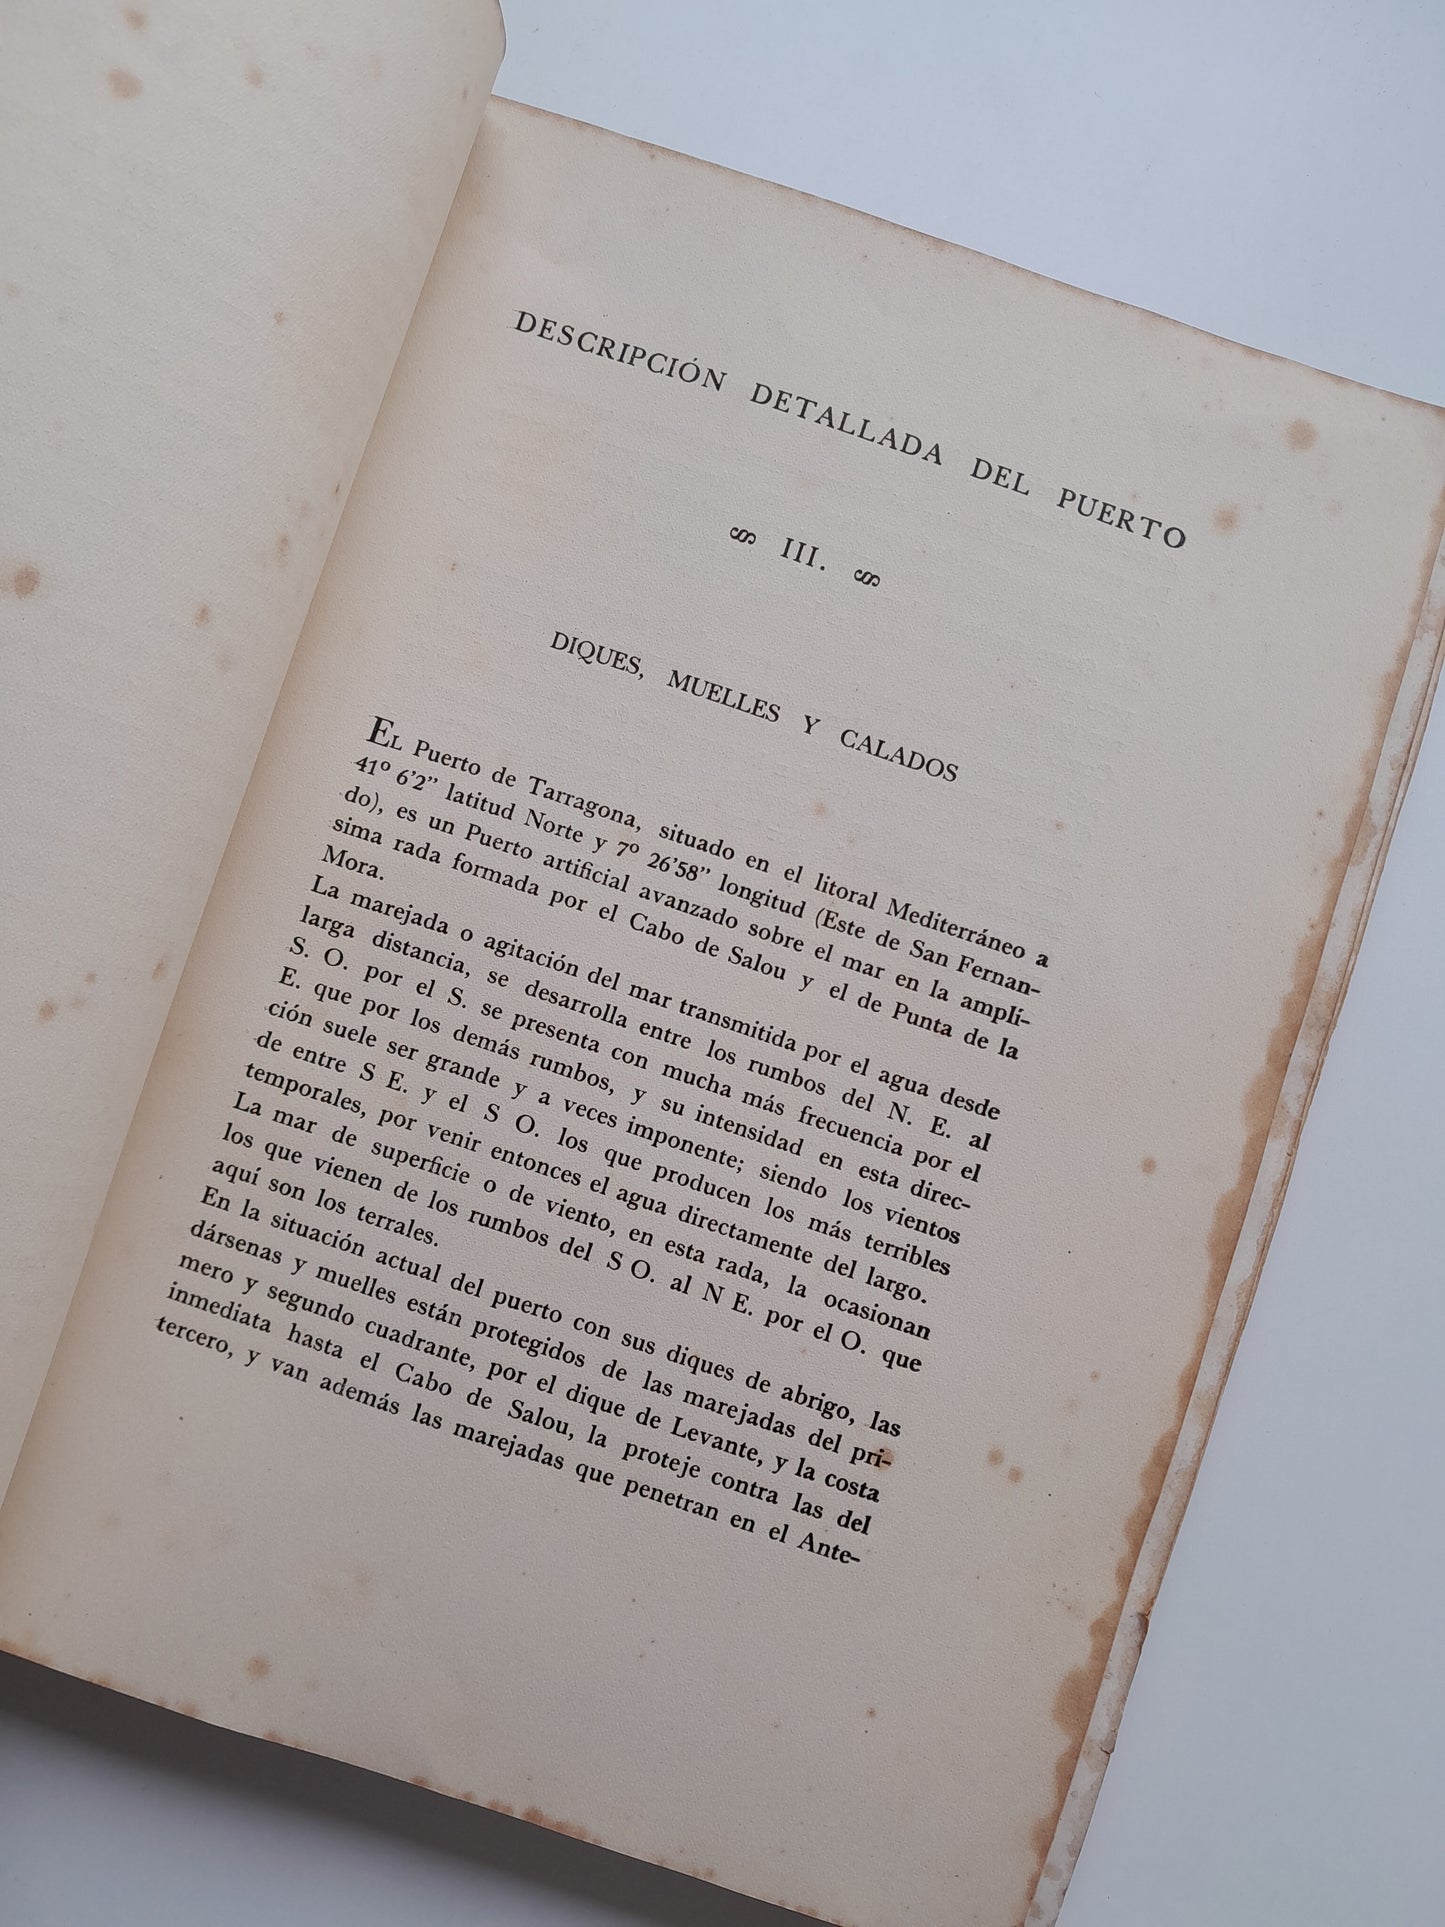 DESCRIPCIÓN DETALLADA DEL PUERTO
§ III. §
DIQUES, MUELLES Y CALADOS
EL Puerto de Tarragona, situado en el litoral Mediterráneo a
41º 6'2" latitud Norte y 7º 26'58" longitud (Este de San Fernan-
do), es un Puerto artificial avanzado sobre el mar en la amplí-
sima rada formada por el Cabo de Salou y el de Punta de la
Mora.
La marejada o agitación del mar transmitida por el agua desde
larga distancia, se desarrolla entre los rumbos del N. E. al
S. O. por el S. se presenta con mucha más frecuencia por el
E. que por los demás rumbos, y su intensidad en esta direc-
ción suele ser grande y a veces imponente; siendo los vientos
de entre S E. y el S O. los que producen los más terribles
temporales, por venir entonces el agua directamente del largo.
La mar de superficie o de viento, en esta rada, la ocasionan
los que vienen de los rumbos del S O. al N E. por el O. que
aquí son los terrales.
En la situación actual del puerto con sus diques de abrigo, las
dársenas y muelles están protegidos de las marejadas del pri-
mero y segundo cuadrante, por el dique de Levante, y la costa
inmediata hasta el Cabo de Salou, la proteje contra las del
tercero, y van además las marejadas que penetran en el Ante-